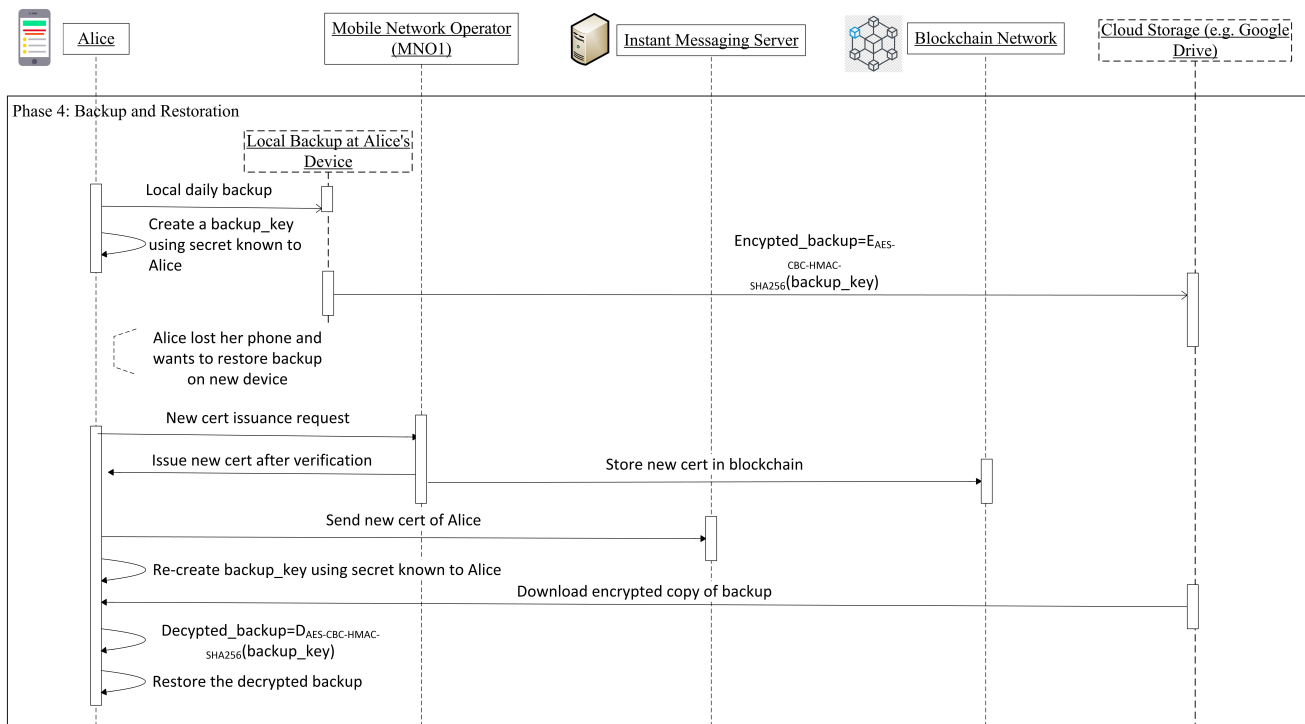 Alice
Mobile Network Operator
(MNO1)
Instant Messaging Server
Blockchain Network
Cloud Storage (e.g. Google
Drive)
Phase 4: Backup and Restoration
Local Backup at Alice's
Device
Local daily backup
Create a backup_key
using secret known to
Alice
Encypted_backup=EAES-
CBC-HMAC-
SHA256(backup_key)
Alice lost her phone and
wants to restore backup
on new device
New cert issuance request
Issue new cert after verification
Store new cert in blockchain
Send new cert of Alice
Re-create backup_key using secret known to Alice
Download encrypted copy of backup
Decypted_backup=DAES-CBC-HMAC-
SHA256(backup_key)
Restore the decrypted backup